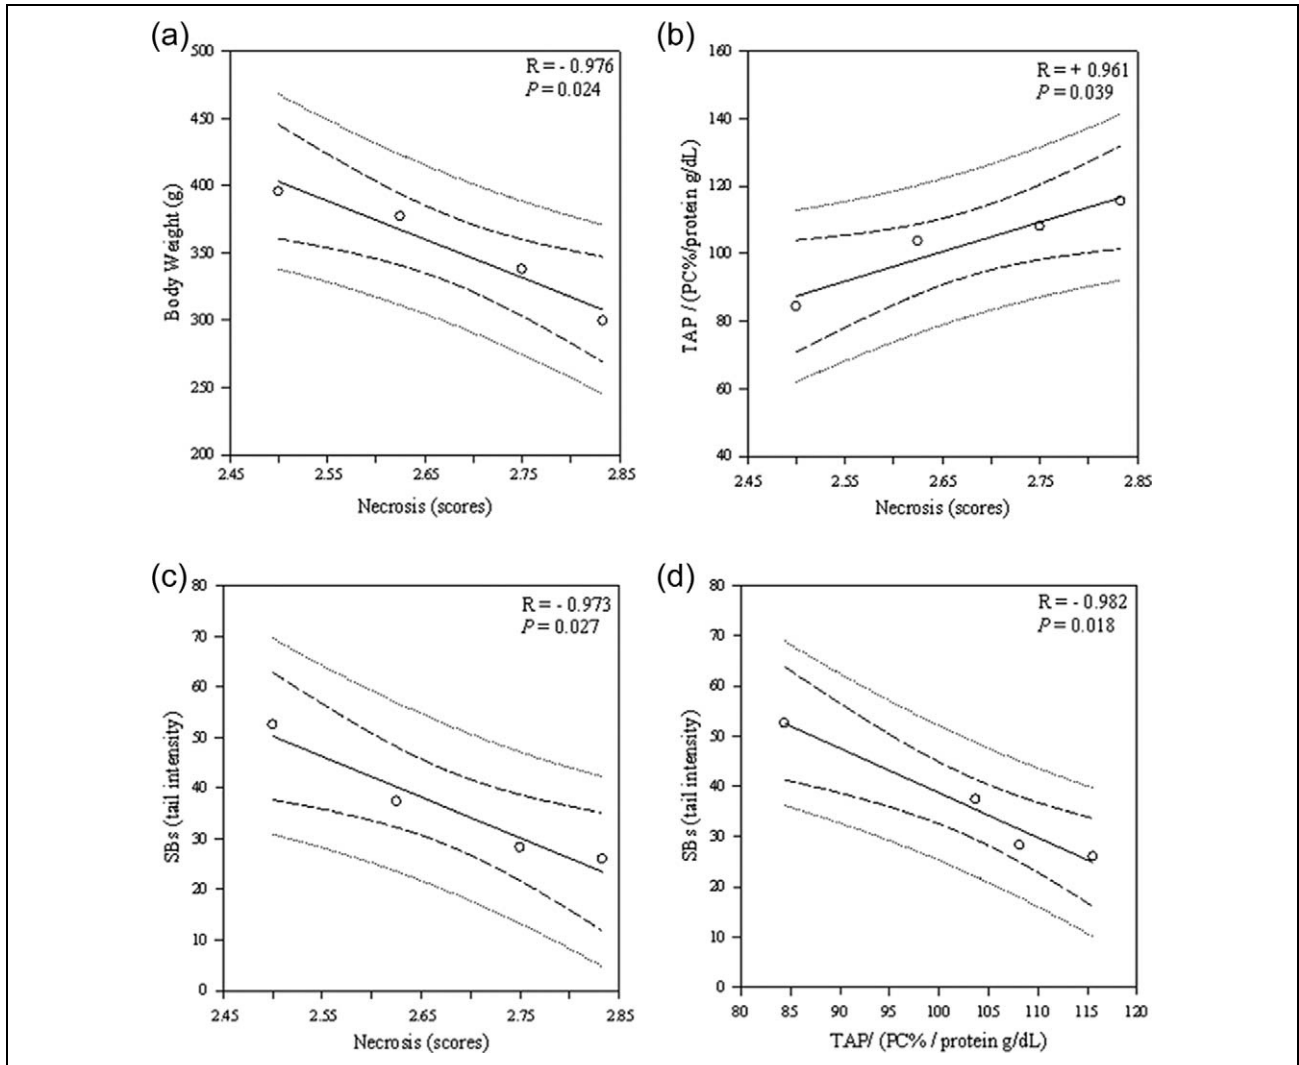 (a)
500
450
400
350
300
250
200
Body Weight (g)
R = - 0.976
P = 0.024
2.45
2.55
2.65
2.75
2.85
Necrosis (scores)
(b)
160
140
120
100
80
60
40
TAP / (PC%/protein g/dL)
R = + 0.961
P = 0.039
2.45
2.55
2.65
2.75
2.85
Necrosis (scores)
(c)
80
70
60
50
40
30
20
10
0
SBs (tail intensity)
R = - 0.973
P = 0.027
2.45
2.55
2.65
2.75
2.85
Necrosis (scores)
(d)
80
70
60
50
40
30
20
10
0
SBs (tail intensity)
R = - 0.982
P = 0.018
80
85
90
95
100
105
110
115
120
TAP/ (PC% / protein g/dL)